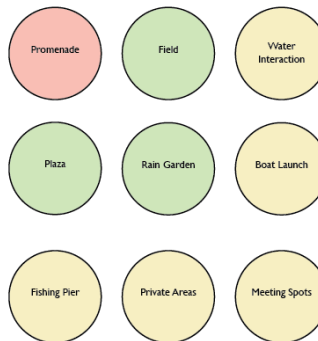 Promenade
Field
Water
Interaction
Plaza
Rain Garden
Boat Launch
Fishing Pier
Private Areas
Meeting Spots